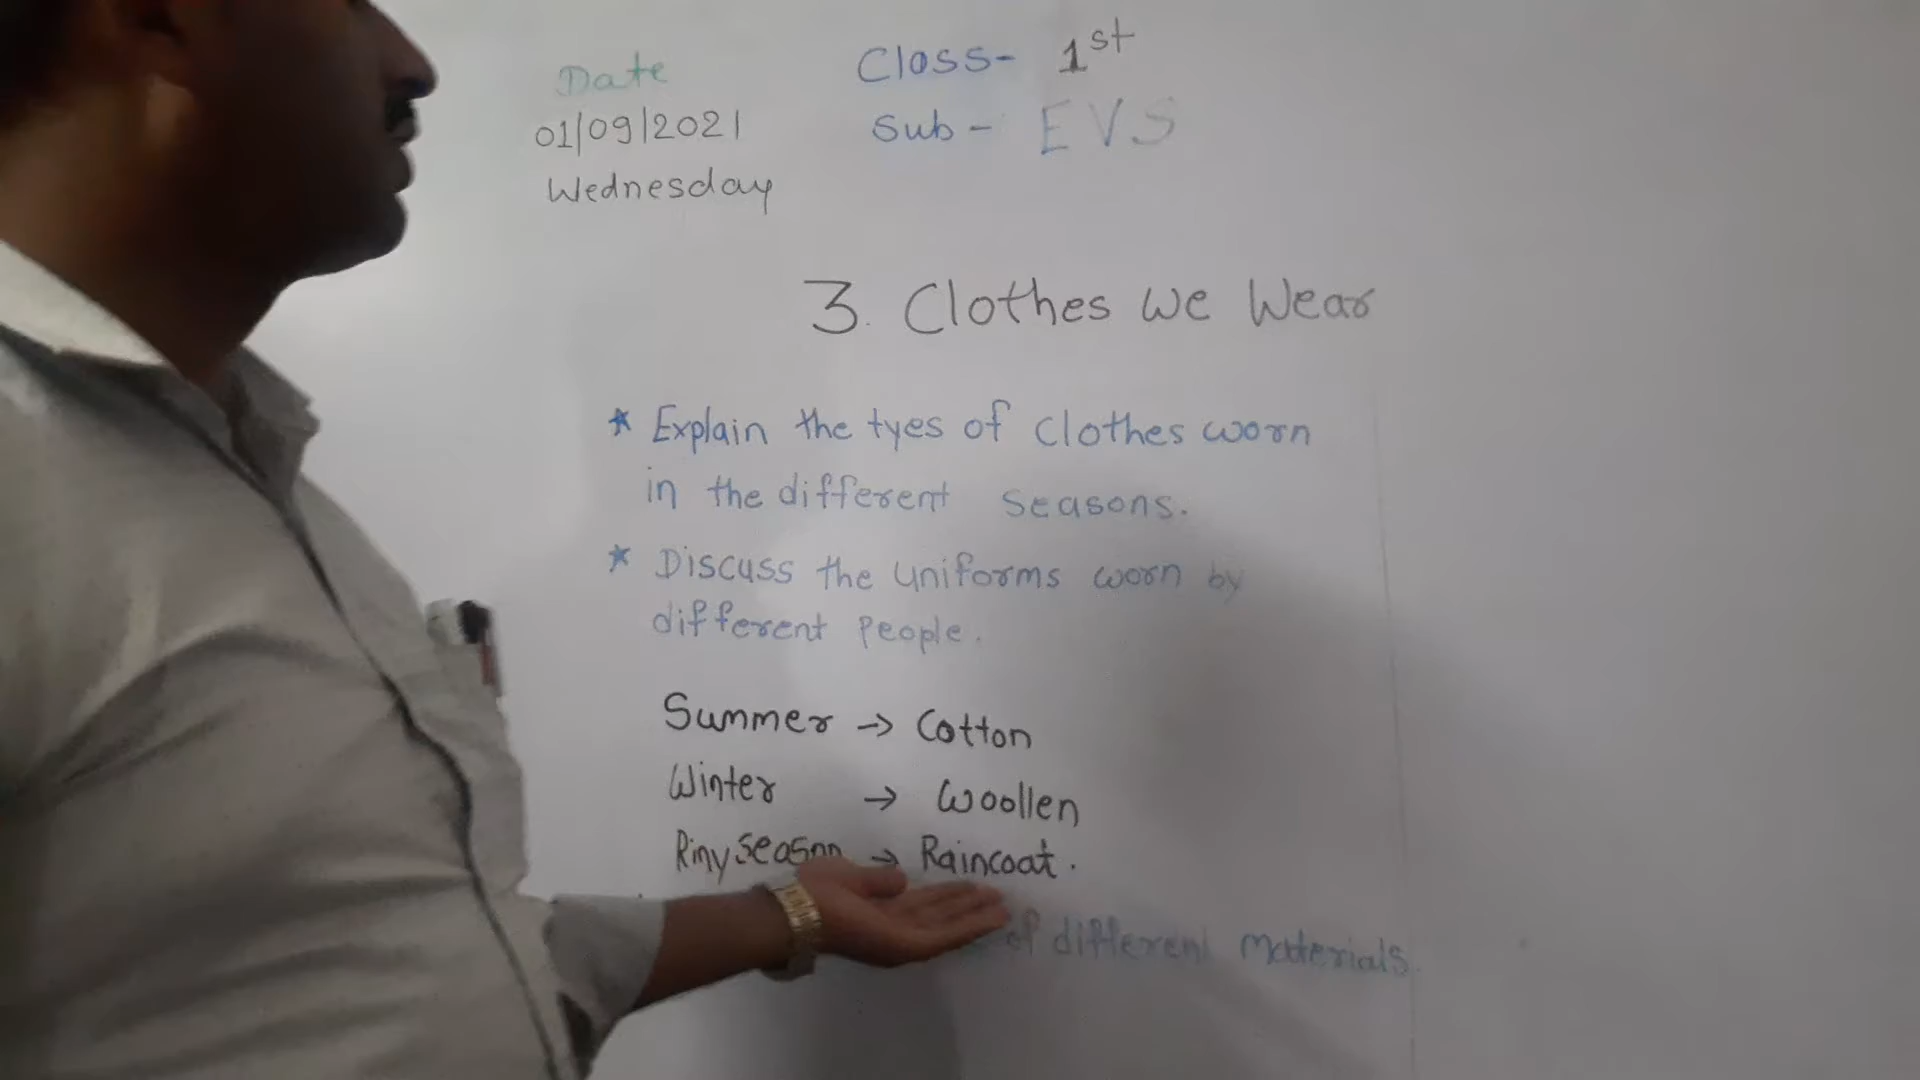 Date
01/09/2021
Wednesday
Class- 1st
Sub - EVS
3. Clothes we Wear
* Explain the tyes of clothes worn
in the different seasons.
* Discuss the uniforms worn by
different people.
Summer → Cotton
Winter → Woollen
Riny season → Raincoat.
of different materials.